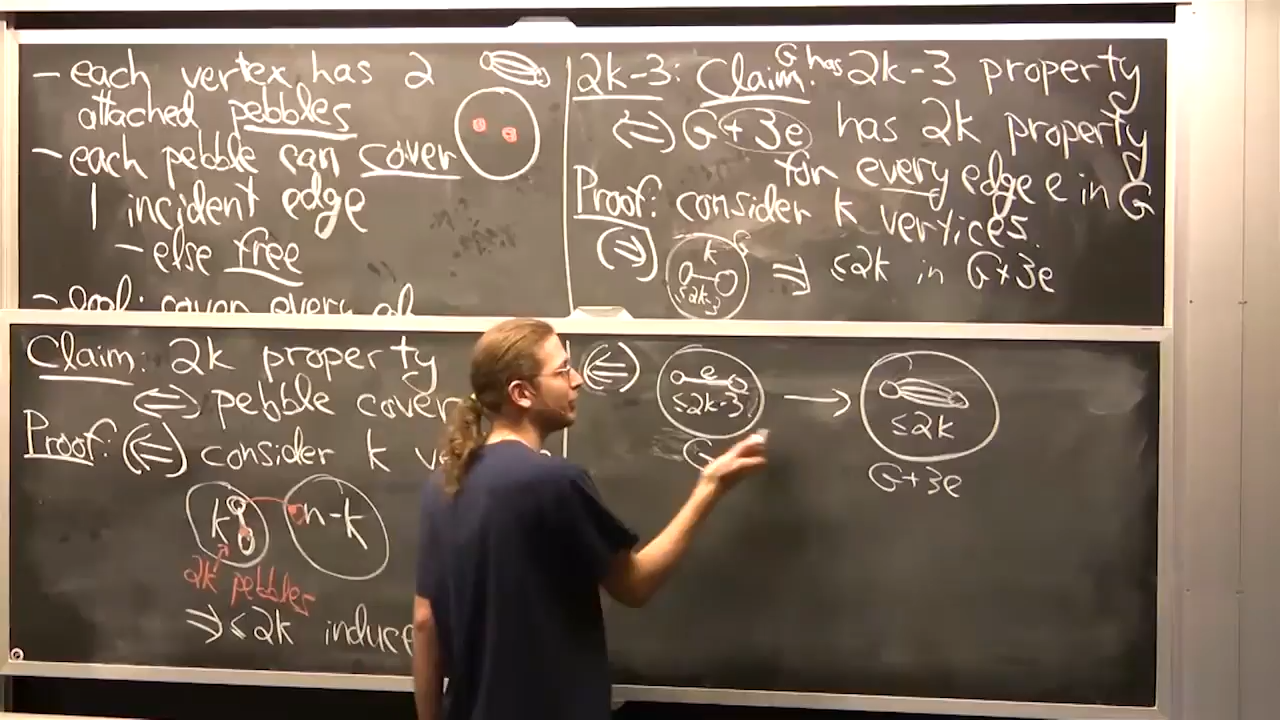 - each vertex has 2
attached pebbles
- each pebble can cover
1 incident edge
- else free
- goal: cover every
2k-3: Claim: G has 2k-3 property
⇔ G+3e has 2k property
for every edge e in G
Proof: consider k vertices.
(⇒) k G ≤2k-3 ⇒ ≤2k in G+3e
Claim: 2k property
⇔ pebble cover
Proof: (⇐) consider k
k n-k
2k pebbles
⇒ ≤2k induce
(⇐) e ≤2k-3 → ≤2k
G G+3e